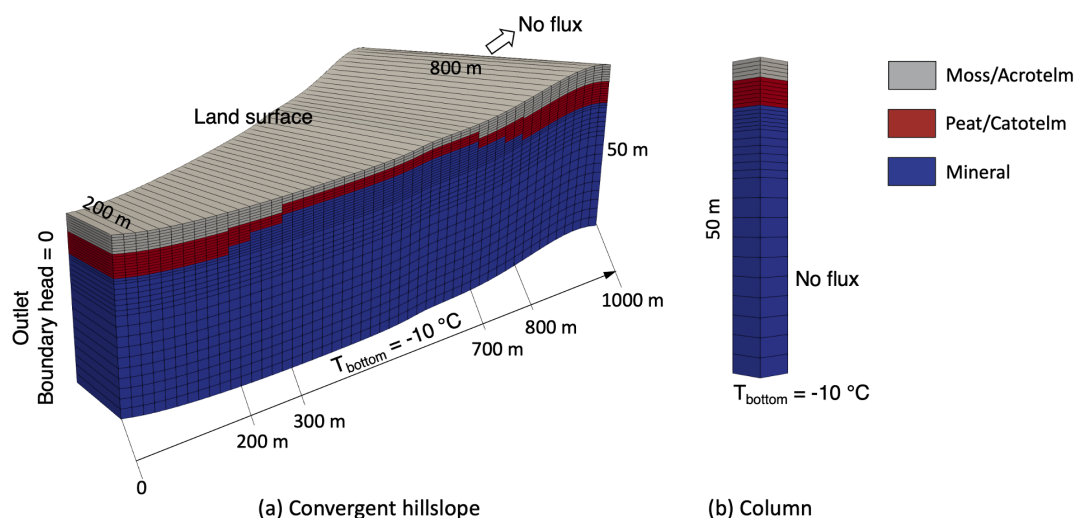 No flux
800 m
Land surface
50 m
200 m
Outlet
Boundary head = 0
T_bottom = -10 °C
1000 m
800 m
700 m
300 m
200 m
0
(a) Convergent hillslope
50 m
No flux
T_bottom = -10 °C
(b) Column
Moss/Acrotelm
Peat/Catotelm
Mineral